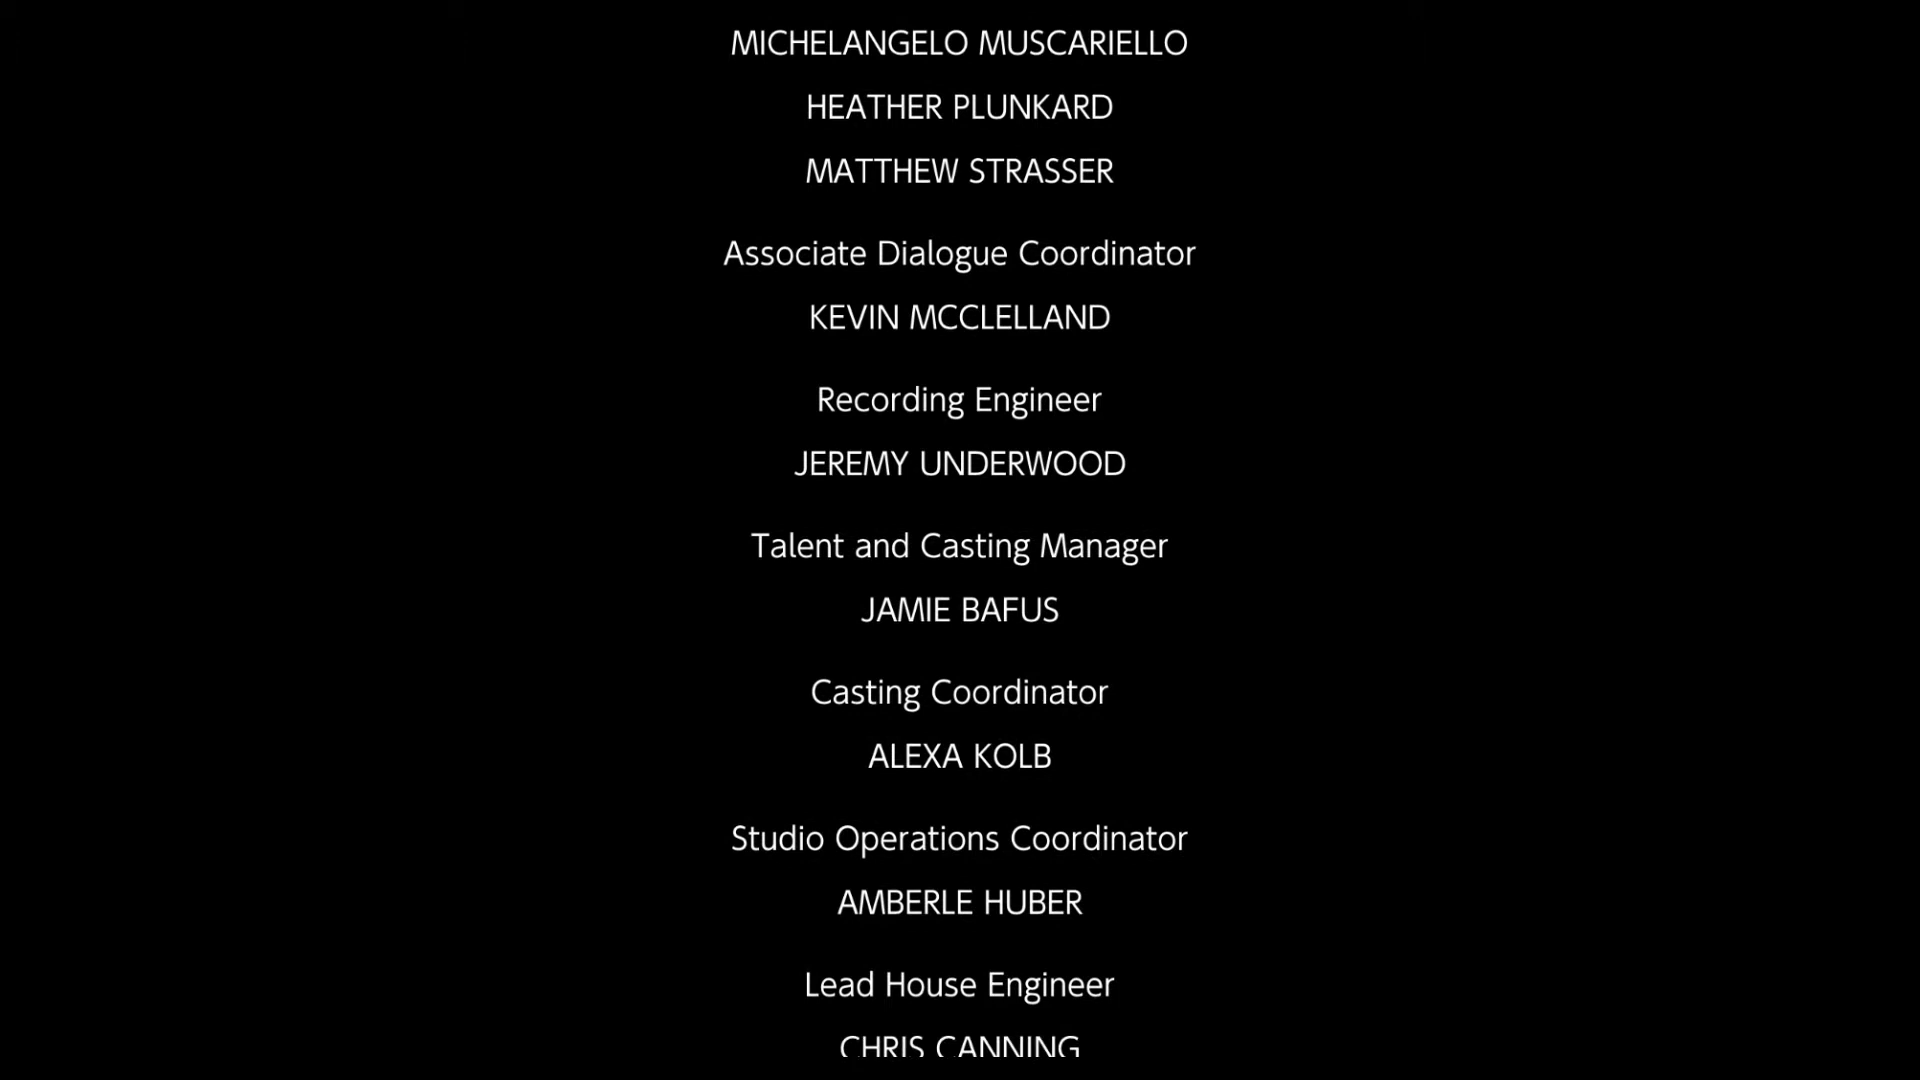 MICHELANGELO MUSCARIELLO
HEATHER PLUNKARD
MATTHEW STRASSER
Associate Dialogue Coordinator
KEVIN MCCLELLAND
Recording Engineer
JEREMY UNDERWOOD
Talent and Casting Manager
JAMIE BAFUS
Casting Coordinator
ALEXA KOLB
Studio Operations Coordinator
AMBERLE HUBER
Lead House Engineer
CHRIS CANNING